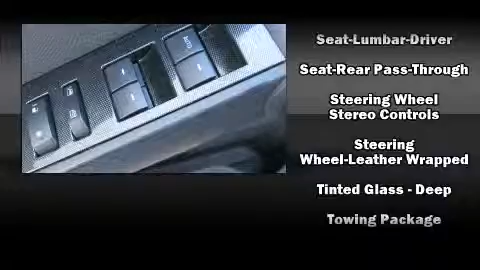 Seat-Lumbar-Driver
Seat-Rear Pass-Through
Steering Wheel
Stereo Controls
Steering
Wheel-Leather Wrapped
Tinted Glass - Deep
Towing Package
AUTO